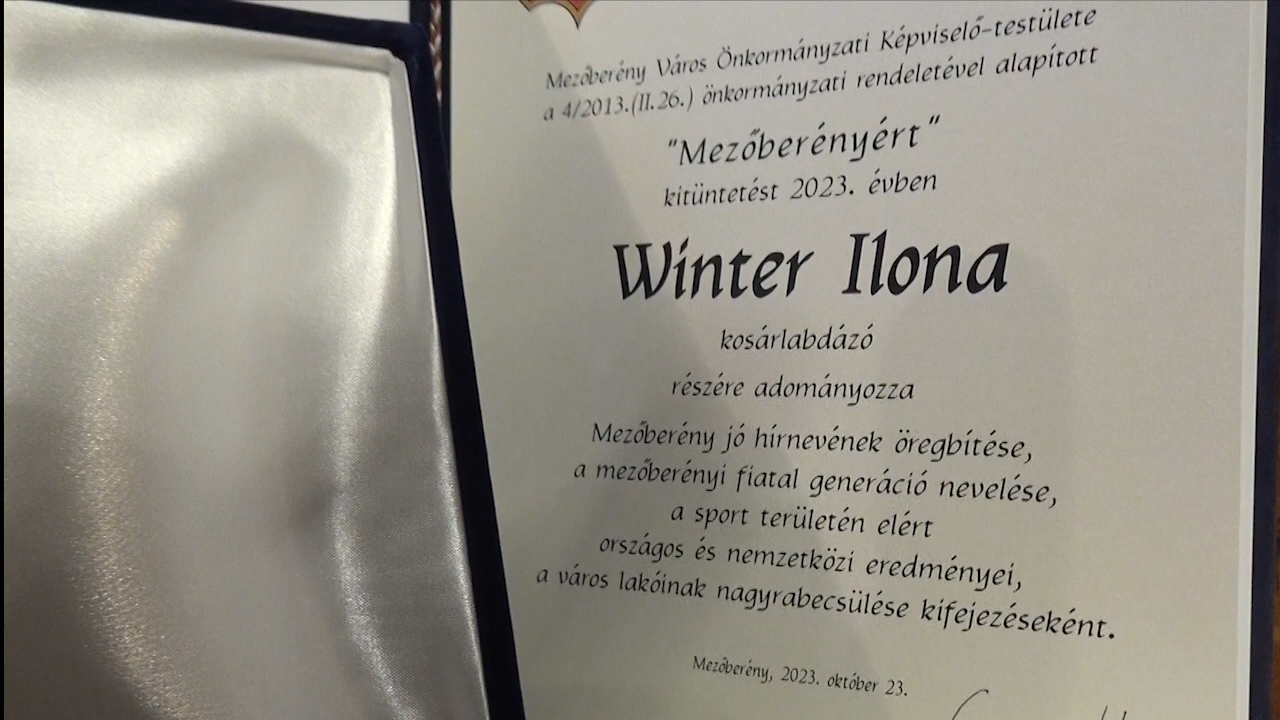 Mezőberény Város Önkormányzati Képviselő-testülete
a 4/2013.(II.26.) önkormányzati rendeletével alapított
"Mezőberényért"
kitüntetést 2023. évben
Winter Ilona
kosárlabdázó
részére adományozza
Mezőberény jó hírnevének öregbítése,
a mezőberényi fiatal generáció nevelése,
a sport területén elért
országos és nemzetközi eredményei,
a város lakóinak nagyrabecsülése kifejezéseként.
Mezőberény, 2023. október 23.